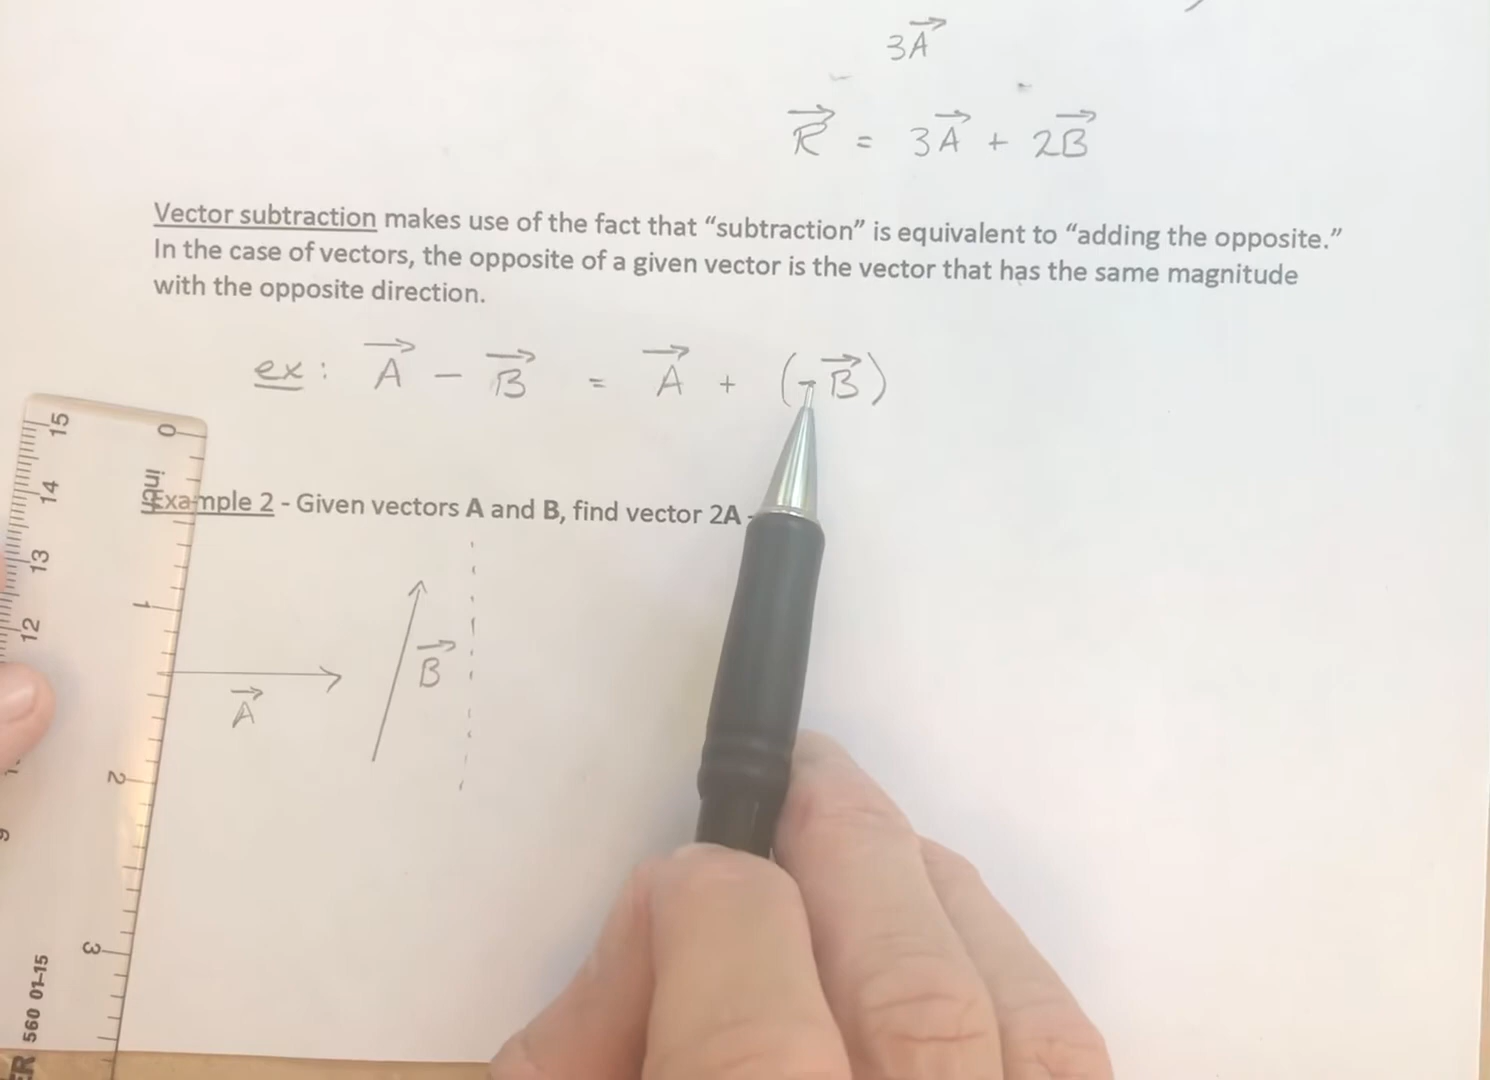 3A
R = 3A + 2B
Vector subtraction makes use of the fact that “subtraction” is equivalent to “adding the opposite.”
In the case of vectors, the opposite of a given vector is the vector that has the same magnitude
with the opposite direction.
ex: A - B = A + (-B)
Example 2 - Given vectors A and B, find vector 2A -
B
A
15
14
13
12
0
1
2
3
560 01-15